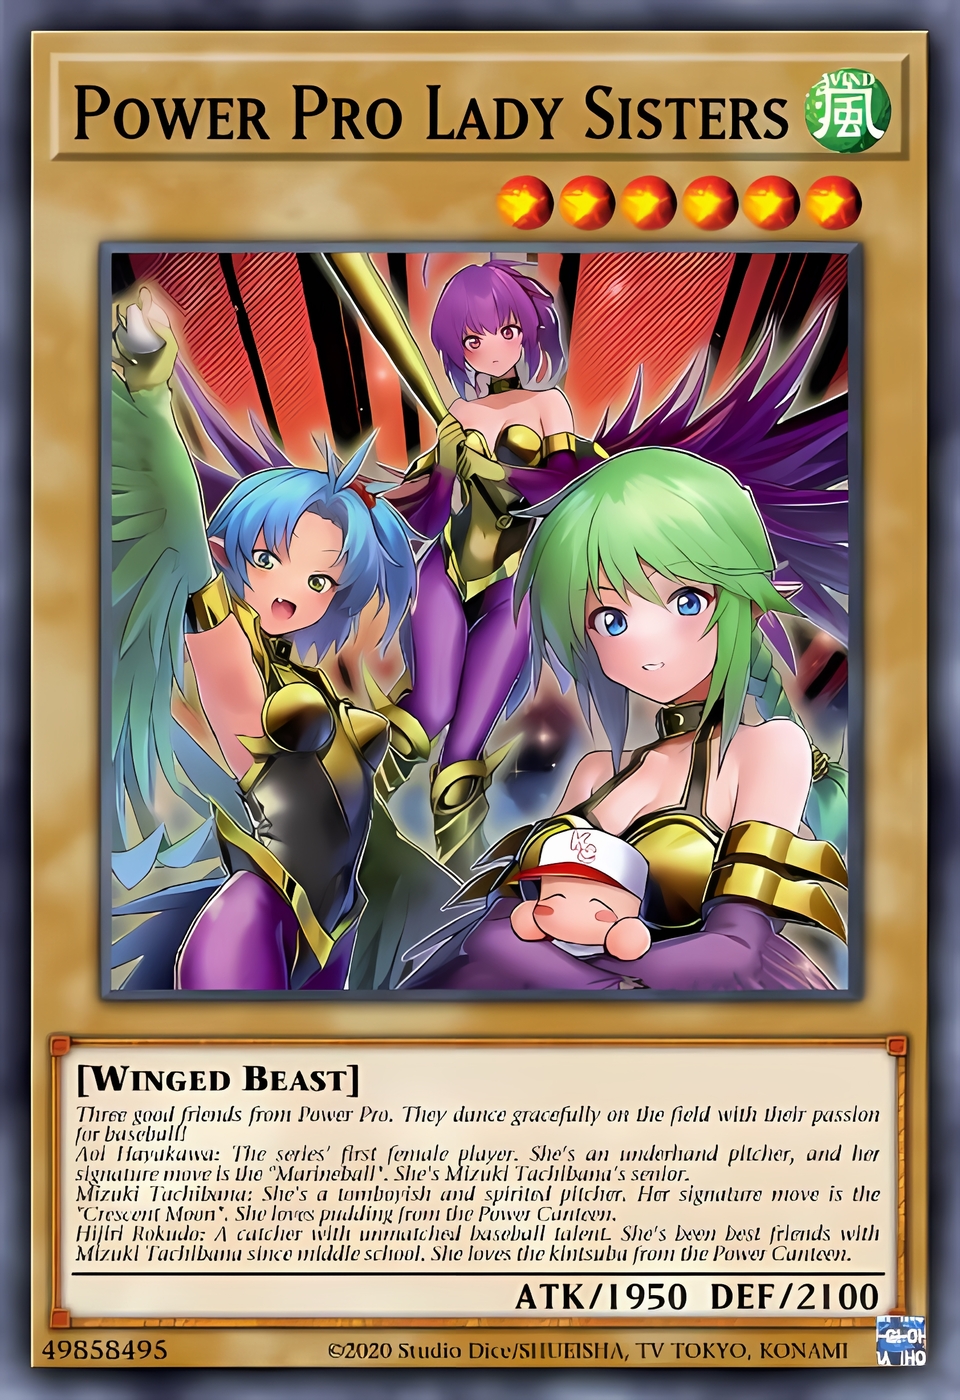 POWER PRO LADY SISTERS
WIND
風
[WINGED BEAST]
Three good friends from Power Pro. They dance gracefully on the field with their passion
for baseball!
Aoi Hayukawa: The series' first female player. She's an underhand pitcher, and her
signature move is the "Marineball". She's Mizuki Tachibana's senior.
Mizuki Tachibana: She's a tomboyish and spirited pitcher. Her signature move is the
"Crescent Moon". She loves pudding from the Power Canteen.
Hijiri Rokudo: A catcher with unmatched baseball talent. She's been best friends with
Mizuki Tachibana since middle school. She loves the kintsuba from the Power Canteen.
ATK/1950 DEF/2100
49858495 ©2020 Studio Dice/SHUEISHA, TV TOKYO, KONAMI